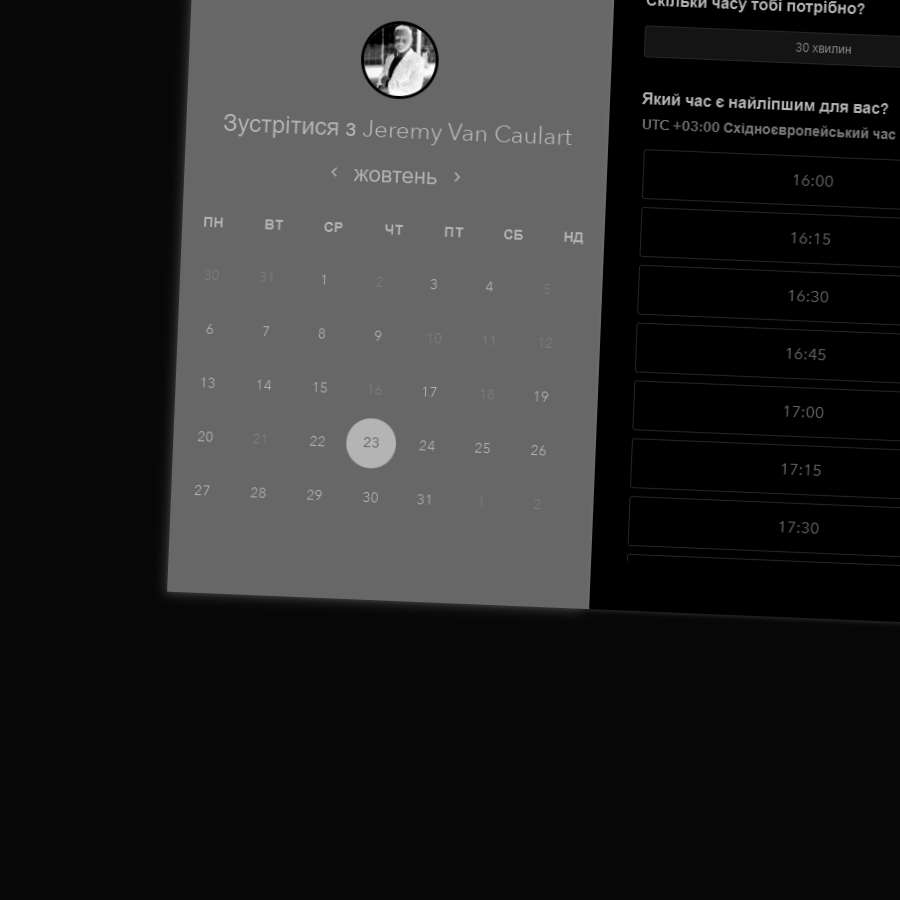 Зустрітися з Jeremy Van Caulart
‹ жовтень ›
ПН ВТ СР ЧТ ПТ СБ НД
30 31 1 2 3 4 5
6 7 8 9 10 11 12
13 14 15 16 17 18 19
20 21 22 23 24 25 26
27 28 29 30 31 1 2
Скільки часу тобі потрібно?
30 хвилин
Який час є найліпшим для вас?
UTC +03:00 Східноєвропейський час
16:00
16:15
16:30
16:45
17:00
17:15
17:30